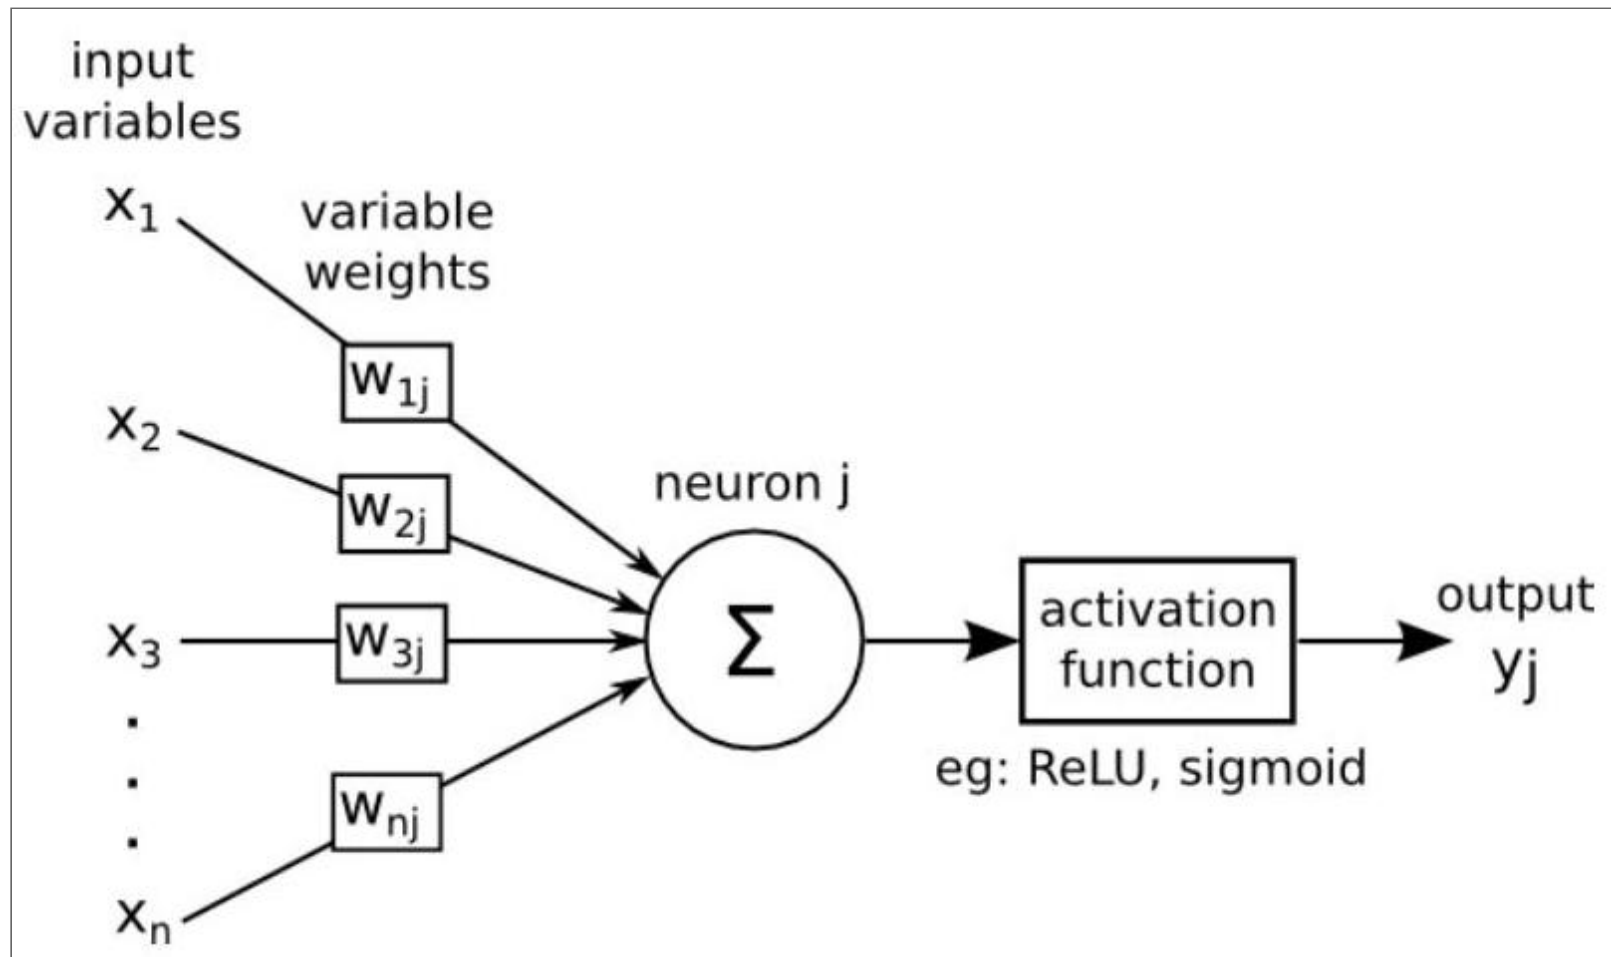 input
variables
x₁
variable
weights
w₁ⱼ
x₂
w₂ⱼ
neuron j
x₃
w₃ⱼ
Σ
activation
function
output
yⱼ
eg: ReLU, sigmoid
.
.
.
wₙⱼ
xₙ